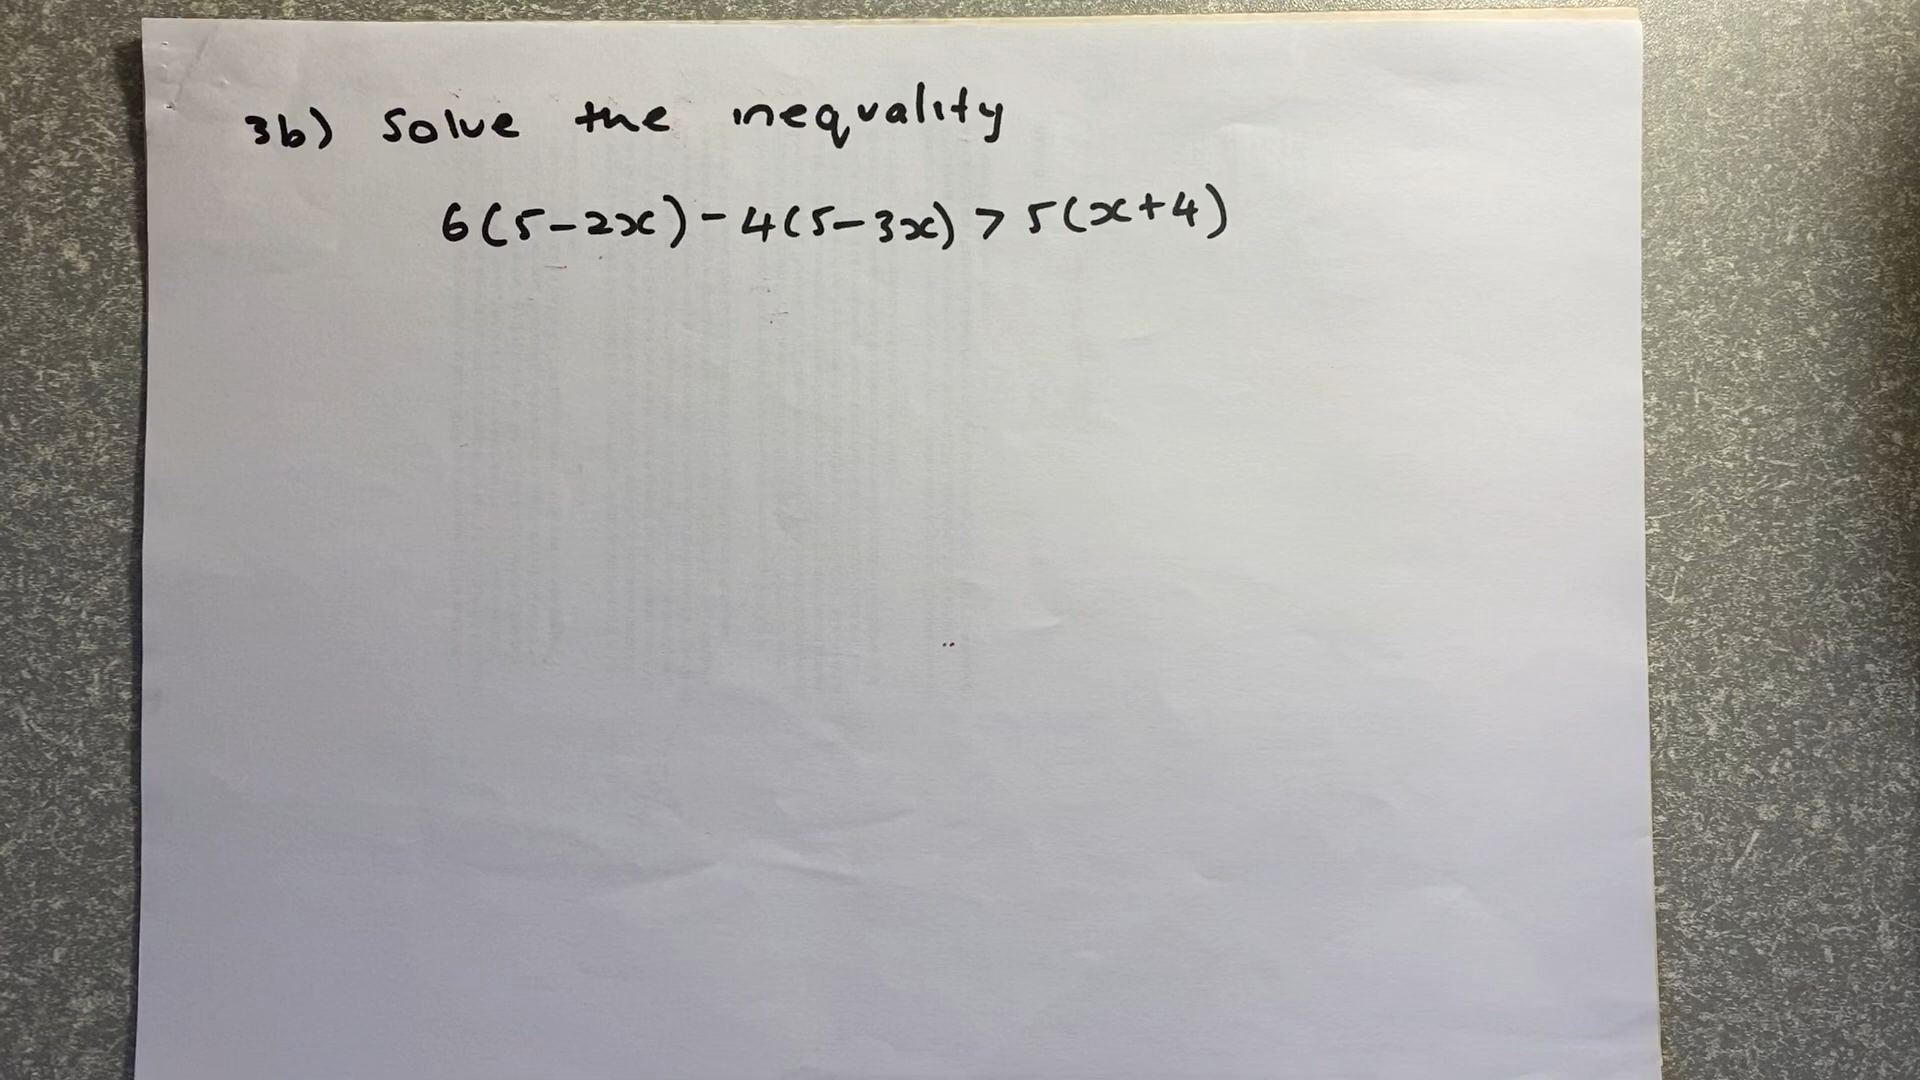 3b) Solve the inequality
6(5-2x)-4(5-3x) > 5(x+4)